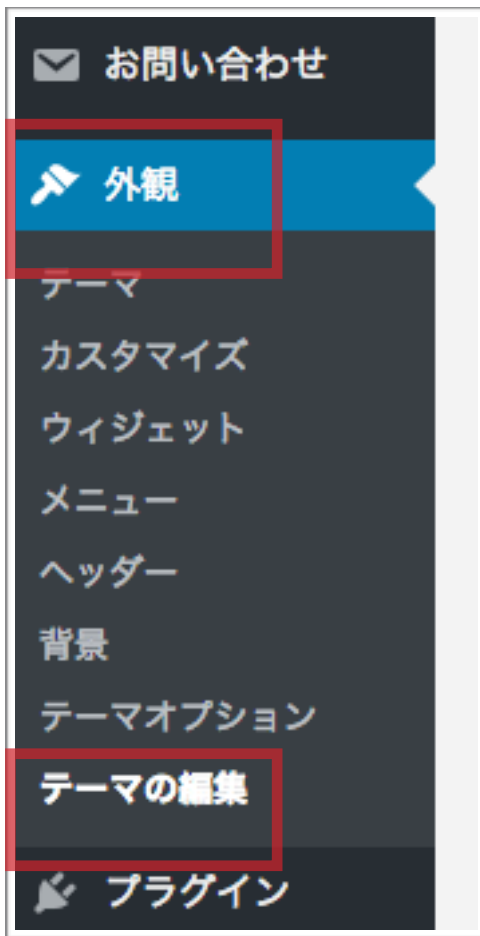 お問い合わせ
外観
テーマ
カスタマイズ
ウィジェット
メニュー
ヘッダー
背景
テーマオプション
テーマの編集
プラグイン